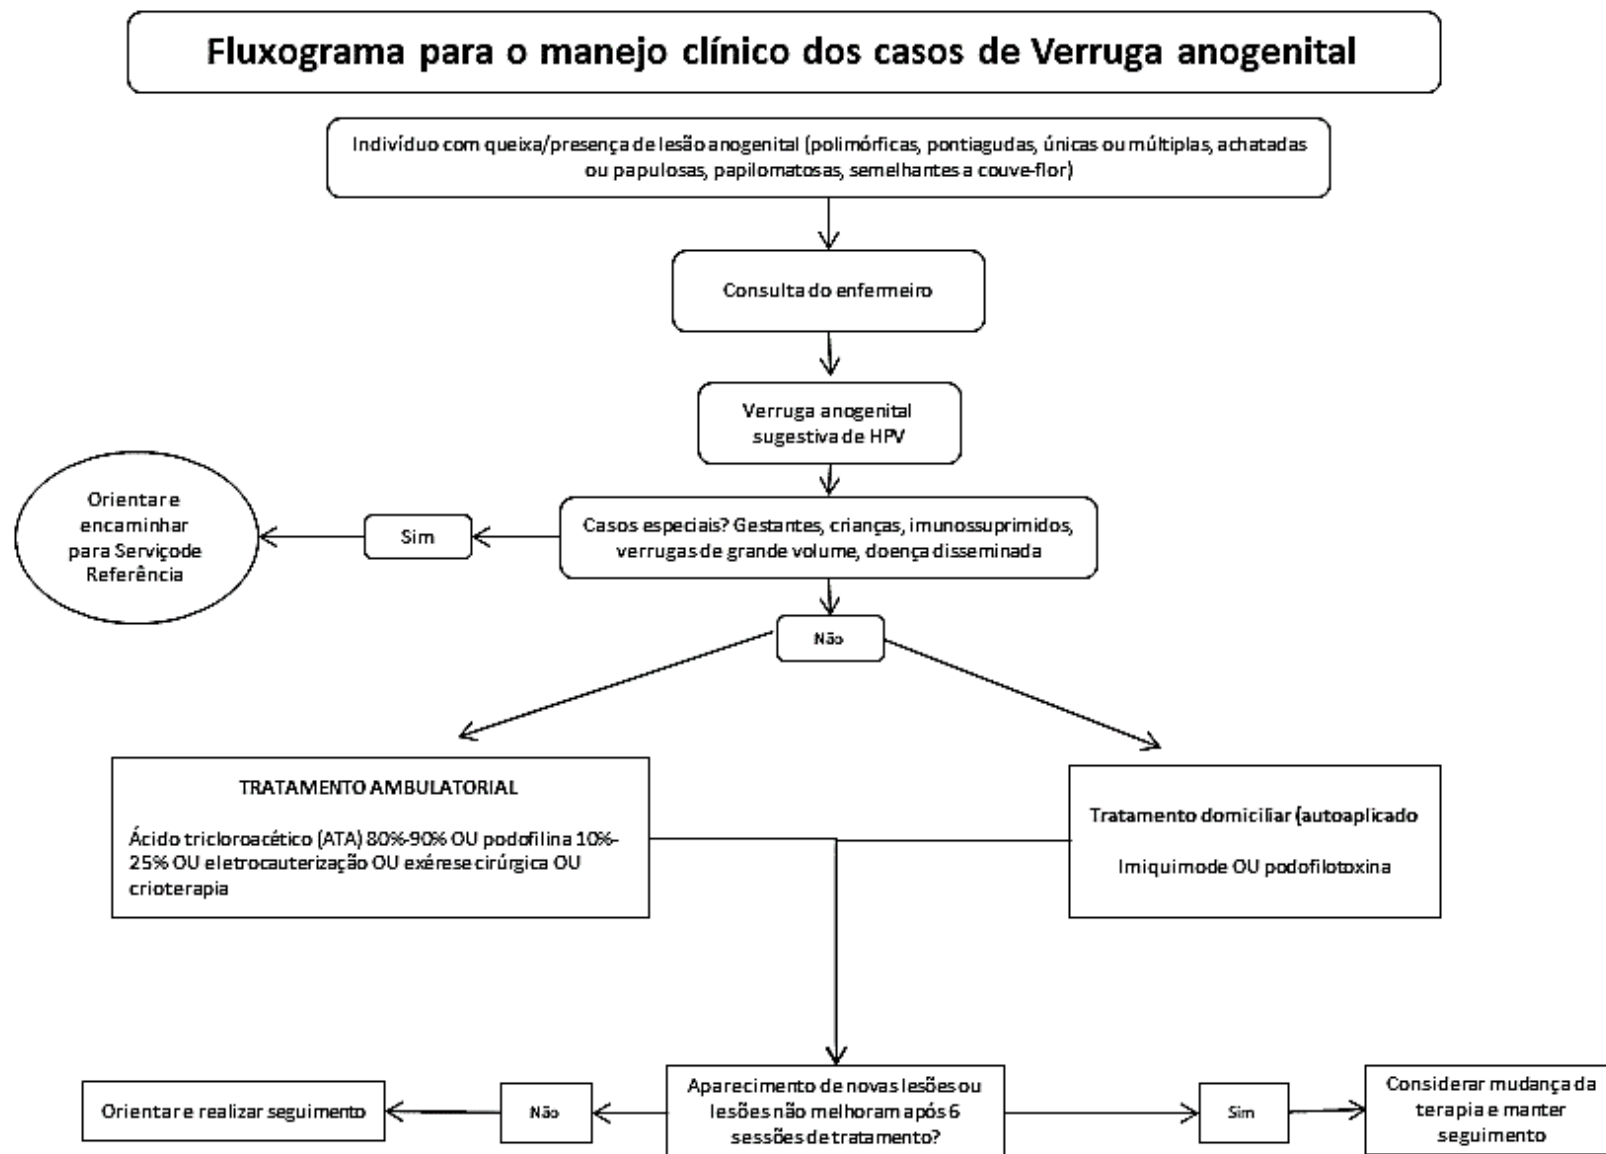 Fluxograma para o manejo clínico dos casos de Verruga anogenital
Indivíduo com queixa/presença de lesão anogenital (polimórficas, pontiagudas, únicas ou múltiplas, achatadas
ou papulosas, papilomatosas, semelhantes a couve-flor)
Consulta do enfermeiro
Verruga anogenital
sugestiva de HPV
Casos especiais? Gestantes, crianças, imunossuprimidos,
verrugas de grande volume, doença disseminada
Sim
Orientar e
encaminhar
para Serviço de
Referência
Não
TRATAMENTO AMBULATORIAL
Ácido tricloroacético (ATA) 80%-90% OU podofilina 10%-
25% OU eletrocauterização OU exérese cirúrgica OU
crioterapia
Tratamento domiciliar (autoaplicado
Imiquimode OU podofilotoxina
Aparecimento de novas lesões ou
lesões não melhoram após 6
sessões de tratamento?
Não
Orientar e realizar seguimento
Sim
Considerar mudança da
terapia e manter
seguimento